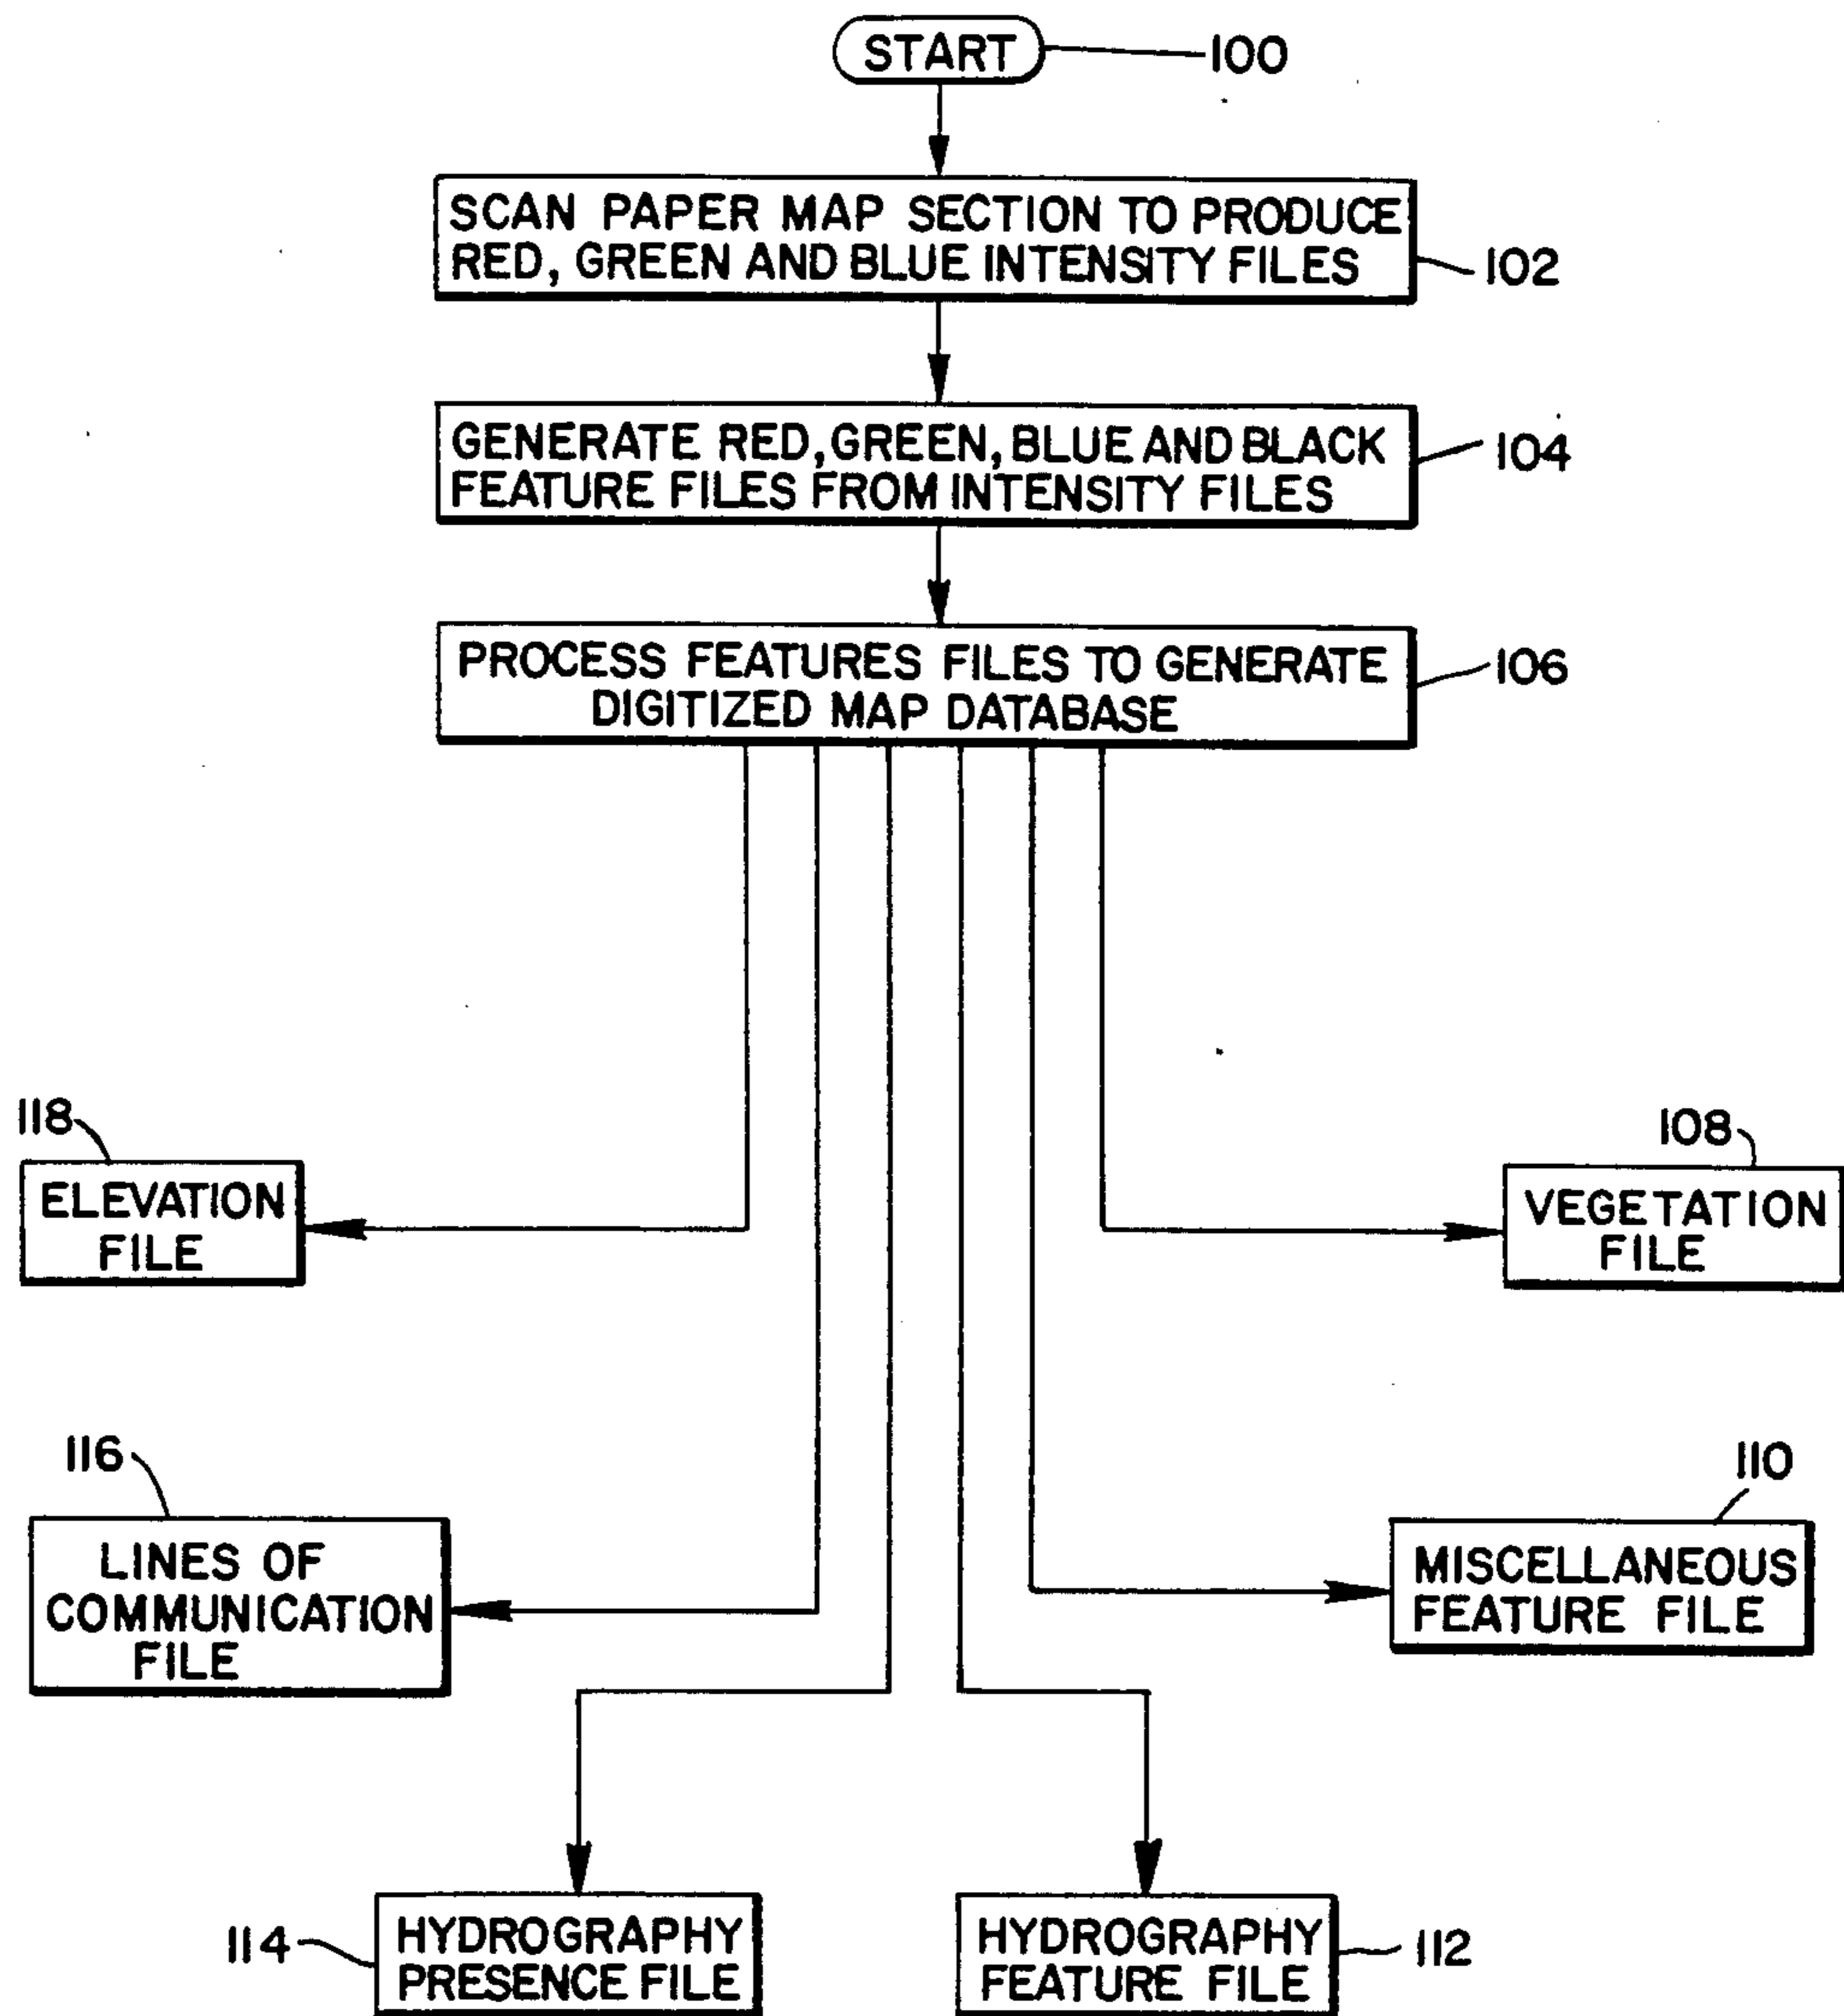 START
100
SCAN PAPER MAP SECTION TO PRODUCE
RED, GREEN AND BLUE INTENSITY FILES
102
GENERATE RED, GREEN, BLUE AND BLACK
FEATURE FILES FROM INTENSITY FILES
104
PROCESS FEATURES FILES TO GENERATE
DIGITIZED MAP DATABASE
106
118
ELEVATION
FILE
108
VEGETATION
FILE
116
LINES OF
COMMUNICATION
FILE
110
MISCELLANEOUS
FEATURE FILE
114
HYDROGRAPHY
PRESENCE FILE
HYDROGRAPHY
FEATURE FILE
112